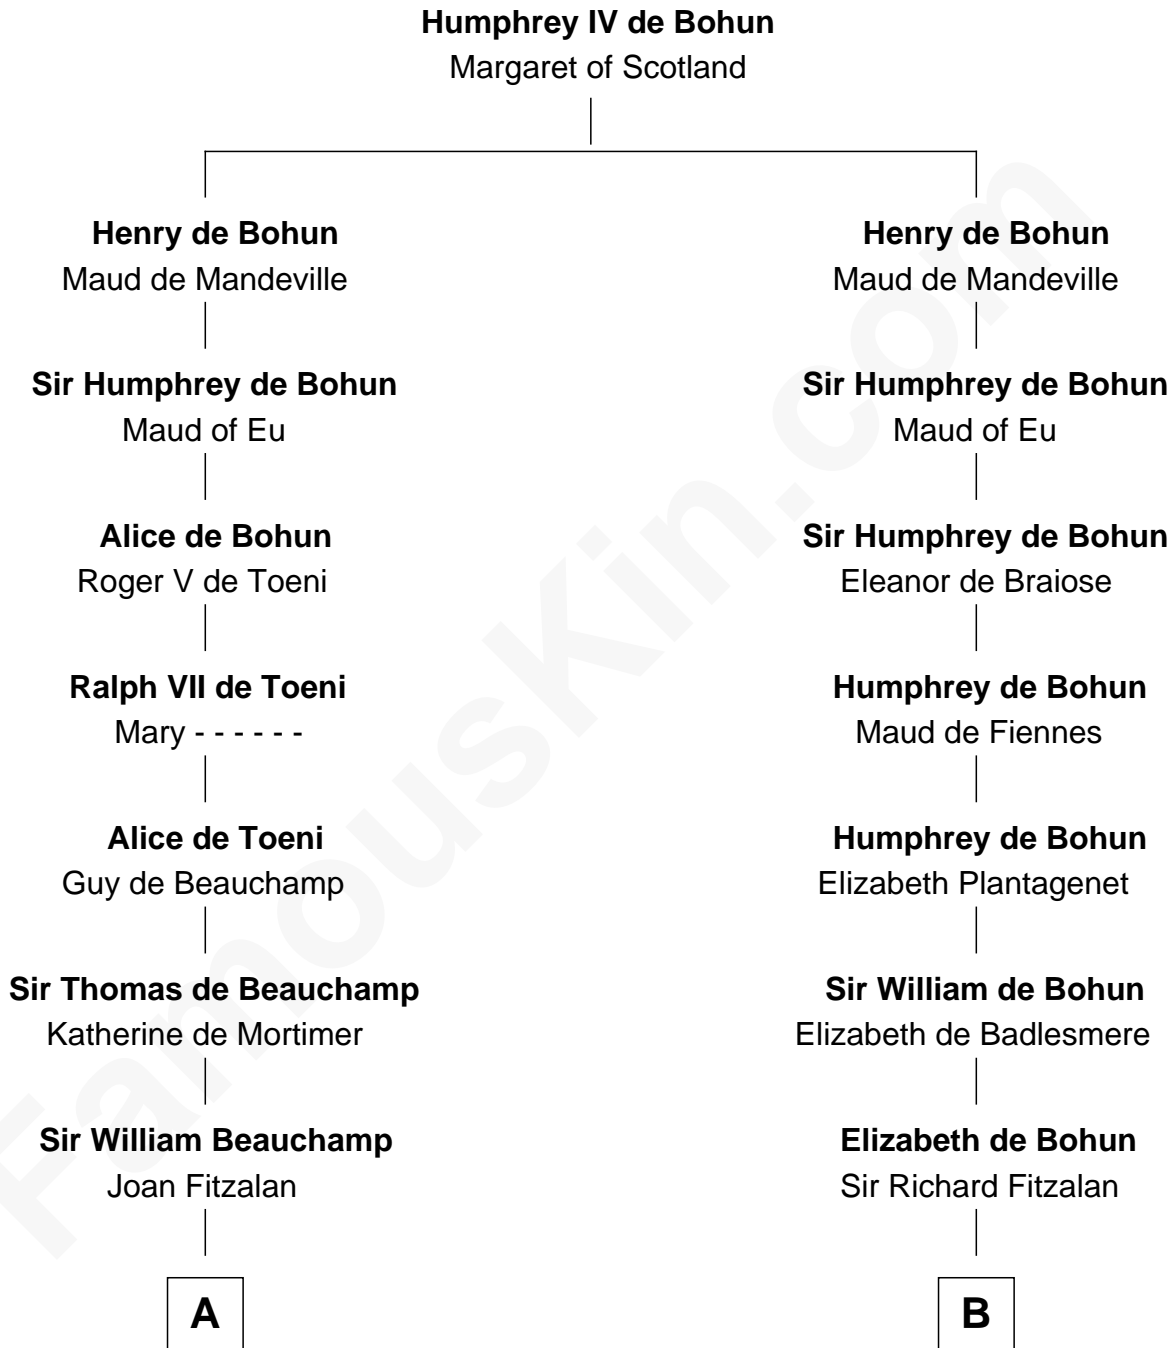 Humphrey IV de Bohun
Margaret of Scotland
Henry de Bohun
Maud de Mandeville
Henry de Bohun
Maud de Mandeville
Sir Humphrey de Bohun
Maud of Eu
Sir Humphrey de Bohun
Maud of Eu
Alice de Bohun
Roger V de Toeni
Sir Humphrey de Bohun
Eleanor de Braiose
Ralph VII de Toeni
Mary - - - - - -
Humphrey de Bohun
Maud de Fiennes
Alice de Toeni
Guy de Beauchamp
Humphrey de Bohun
Elizabeth Plantagenet
Sir Thomas de Beauchamp
Katherine de Mortimer
Sir William de Bohun
Elizabeth de Badlesmere
Sir William Beauchamp
Joan Fitzalan
Elizabeth de Bohun
Sir Richard Fitzalan
A
B
FamousKin.com